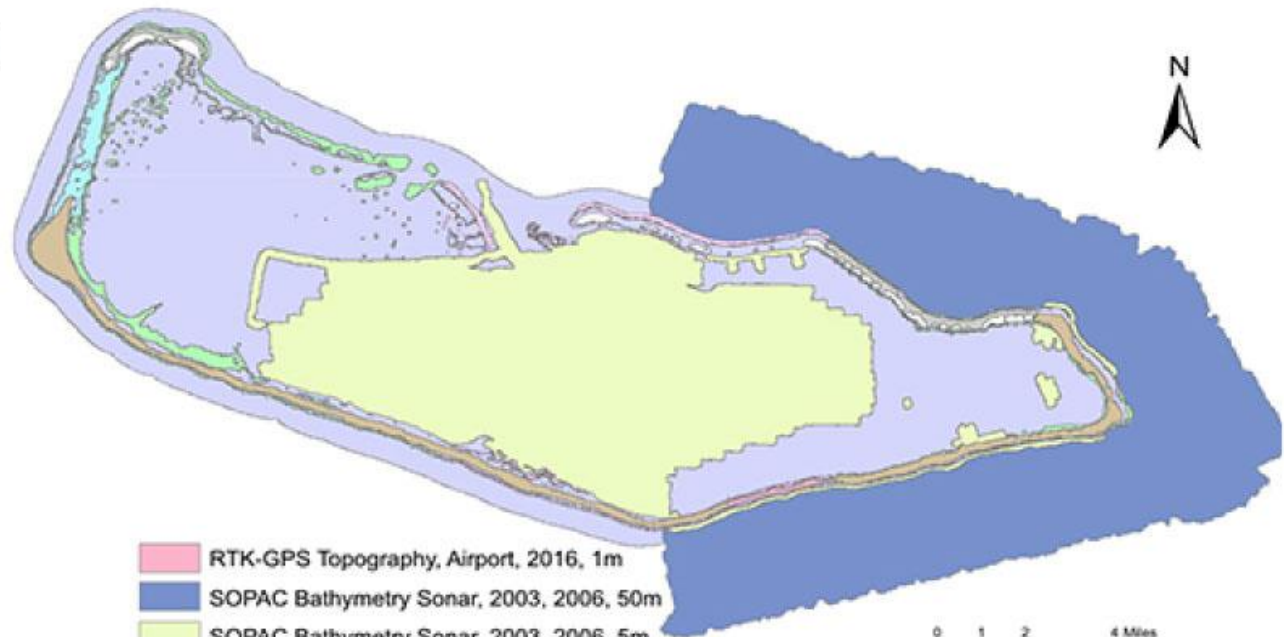 N
RTK-GPS Topography, Airport, 2016, 1m
SOPAC Bathymetry Sonar, 2003, 2006, 50m
SOPAC Bathymetry Sonar, 2003, 2006, 5m
0 1 2 4 Miles